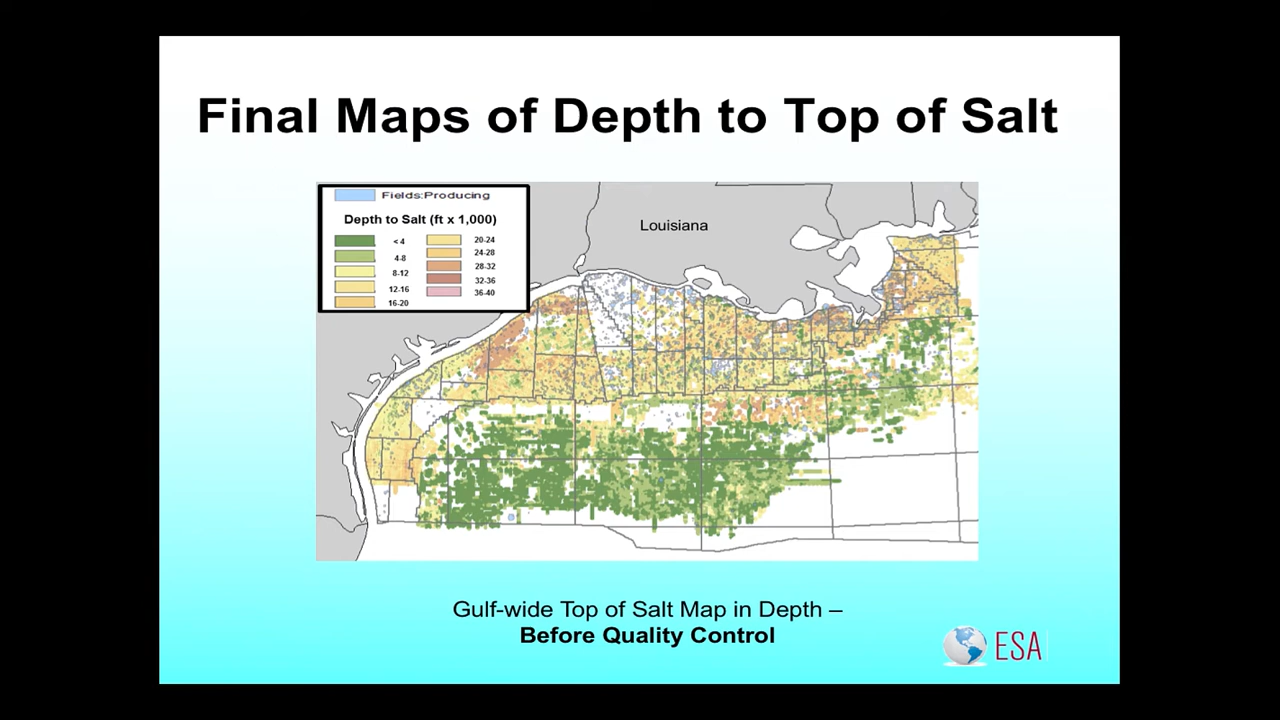 Final Maps of Depth to Top of Salt
Fields:Producing
Depth to Salt (ft x 1,000)
< 4
4-8
8-12
12-16
16-20
20-24
24-28
28-32
32-36
36-40
Louisiana
Gulf-wide Top of Salt Map in Depth –
Before Quality Control
ESA